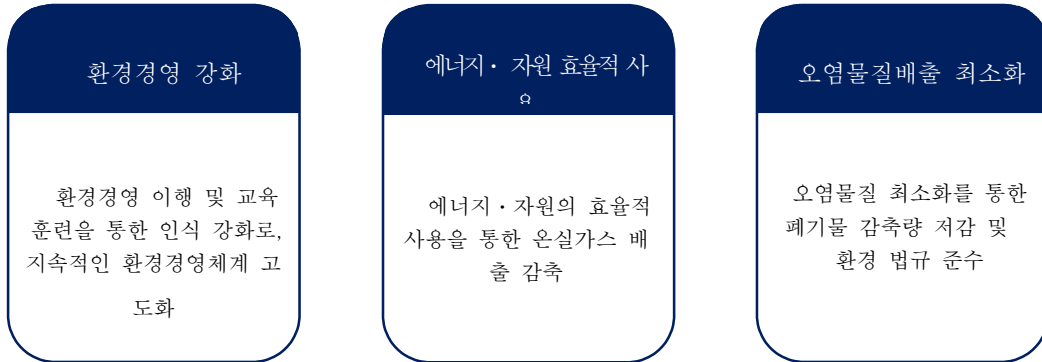 환경경영 강화
환경경영 이행 및 교육
훈련을 통한 인식 강화로,
지속적인 환경경영체계 고
도화
에너지· 자원 효율적 사
에너지·자원의 효율적
사용을 통한 온실가스 배
출 감축
오염물질배출 최소화
오염물질 최소화를 통한
폐기물 감축량 저감 및
환경 법규 준수